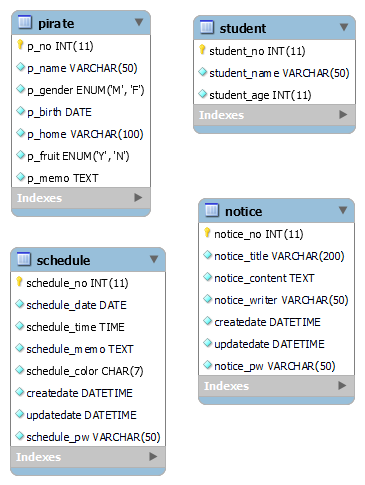 pirate
p_no INT(11)
p_name VARCHAR(50)
p_gender ENUM('M', 'F')
p_birth DATE
p_home VARCHAR(100)
p_fruit ENUM('Y', 'N')
p_memo TEXT
Indexes
student
student_no INT(11)
student_name VARCHAR(50)
student_age INT(11)
Indexes
schedule
schedule_no INT(11)
schedule_date DATE
schedule_time TIME
schedule_memo TEXT
schedule_color CHAR(7)
createdate DATETIME
updatedate DATETIME
schedule_pw VARCHAR(50)
Indexes
notice
notice_no INT(11)
notice_title VARCHAR(200)
notice_content TEXT
notice_writer VARCHAR(50)
createdate DATETIME
updatedate DATETIME
notice_pw VARCHAR(50)
Indexes